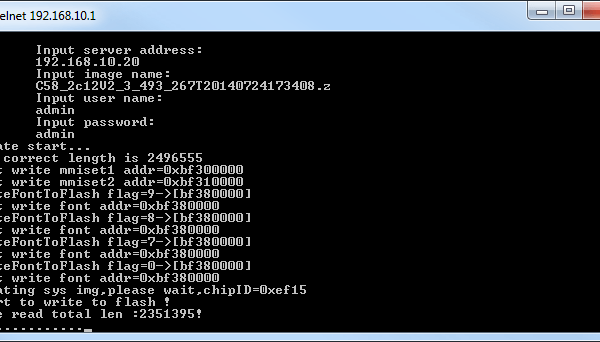 elnet 192.168.10.1
Input server address:
192.168.10.20
Input image name:
C58_2c12V2_3_493_267T20140724173408.z
Input user name:
admin
Input password:
admin
ate start...
correct length is 2496555
t write mmiset1 addr=0xbf300000
t write mmiset2 addr=0xbf310000
teFontToFlash flag=9->[bf380000]
t write font addr=0xbf380000
teFontToFlash flag=8->[bf380000]
t write font addr=0xbf380000
teFontToFlash flag=7->[bf380000]
t write font addr=0xbf380000
teFontToFlash flag=0->[bf380000]
t write font addr=0xbf380000
ating sys img,please wait,chipID=0xef15
rt to write to flash !
e read total len :2351395!
-----------_